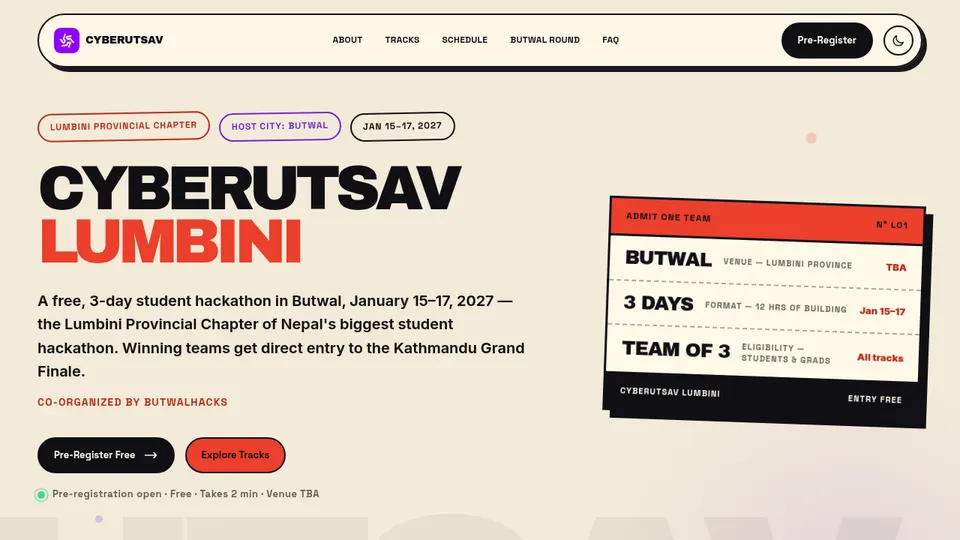 CYBERUTSAV
ABOUT
TRACKS
SCHEDULE
BUTWAL ROUND
FAQ
Pre-Register
LUMBINI PROVINCIAL CHAPTER
HOST CITY: BUTWAL
JAN 15–17, 2027
CYBERUTSAV
LUMBINI
A free, 3-day student hackathon in Butwal, January 15–17, 2027 —
the Lumbini Provincial Chapter of Nepal's biggest student
hackathon. Winning teams get direct entry to the Kathmandu Grand
Finale.
CO-ORGANIZED BY BUTWALHACKS
Pre-Register Free →
Explore Tracks
Pre-registration open · Free · Takes 2 min · Venue TBA
ADMIT ONE TEAM
N° L01
BUTWAL
VENUE — LUMBINI PROVINCE
TBA
3 DAYS
FORMAT — 12 HRS OF BUILDING
Jan 15–17
TEAM OF 3
ELIGIBILITY —
STUDENTS & GRADS
All tracks
CYBERUTSAV LUMBINI
ENTRY FREE